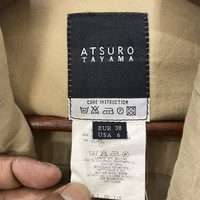 ATSURO
TAYAMA
CARE INSTRUCTION
EUR 38
USA 6